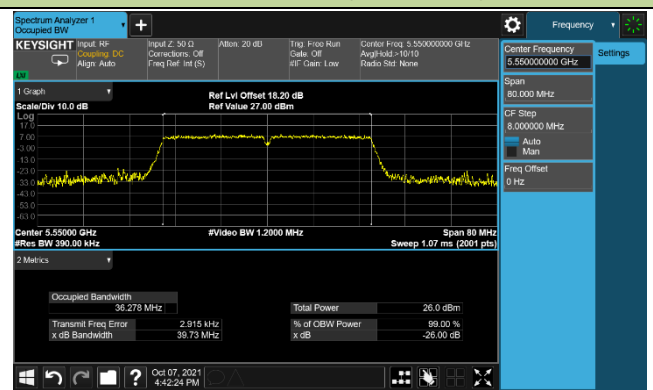 Spectrum Analyzer 1
Occupied BW
+
Frequency
KEYSIGHT
Input: RF
Coupling: DC
Align: Auto
Input Z: 50 Ω
Corrections: Off
Freq Ref: Int (S)
Atten: 20 dB
Trig: Free Run
Gate: Off
#IF Gain: Low
Center Freq: 5.550000000 GHz
Avg|Hold:>10/10
Radio Std: None
LXI
Center Frequency
5.550000000 GHz
Settings
Span
80.000 MHz
CF Step
8.000000 MHz
Auto
Man
Freq Offset
0 Hz
1 Graph
Scale/Div 10.0 dB
Ref Lvl Offset 18.20 dB
Ref Value 27.00 dBm
Log
17.0
7.00
-3.00
-13.0
-23.0
-33.0
-43.0
-53.0
-63.0
Center 5.55000 GHz
#Res BW 390.00 kHz
#Video BW 1.2000 MHz
Span 80 MHz
Sweep 1.07 ms (2001 pts)
2 Metrics
Occupied Bandwidth
36.278 MHz
Total Power 26.0 dBm
Transmit Freq Error 2.915 kHz
% of OBW Power 99.00 %
x dB Bandwidth 39.73 MHz
x dB -26.00 dB
?
Oct 07, 2021
4:42:24 PM